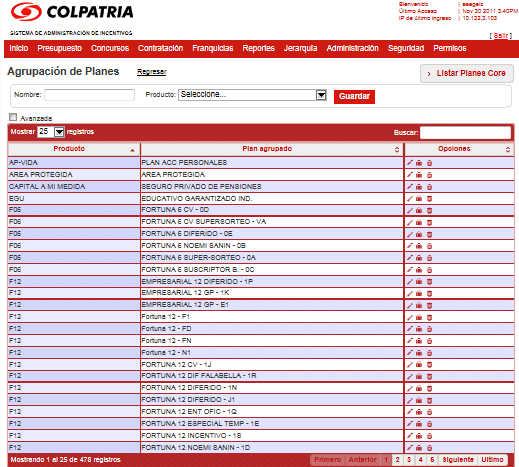 COLPATRIA
SISTEMA DE ADMINISTRACIÓN DE INCENTIVOS
Bienvenido | asegelz
Último Acceso | Nov 30 2011 3:40PM
IP de último ingreso | 10.132.3.103
[ Salir ]
Inicio Presupuesto Concursos Contratación Franquicias Reportes Jerarquía Administración Seguridad Permisos
Agrupación de Planes Regresar
› Listar Planes Core
Nombre: Producto: Seleccione... Guardar
Avanzada
Mostrar 25 registros Buscar:
Producto Plan agrupado Opciones
AP-VIDA PLAN ACC PERSONALES
AREA PROTEGIDA AREA PROTEGIDA
CAPITAL A MI MEDIDA SEGURO PRIVADO DE PENSIONES
EGU EDUCATIVO GARANTIZADO IND.
F06 FORTUNA 6 CV - 0D
F06 FORTUNA 6 CV SUPERSORTEO - VA
F06 FORTUNA 6 DIFERIDO - 0E
F06 FORTUNA 6 NOEMI SANIN - 0B
F06 FORTUNA 6 SUPER-SORTEO - 0A
F06 FORTUNA 6 SUSCRIPTOR B. - 0C
F12 EMPRESARIAL 12 DIFERIDO - 1P
F12 EMPRESARIAL 12 GP - 1K
F12 EMPRESARIAL 12 GP - E1
F12 Fortuna 12 - F1
F12 Fortuna 12 - FD
F12 Fortuna 12 - FN
F12 Fortuna 12 - N1
F12 FORTUNA 12 CV - 1J
F12 FORTUNA 12 DIF FALABELLA - 1R
F12 FORTUNA 12 DIFERIDO - 1N
F12 FORTUNA 12 DIFERIDO - J1
F12 FORTUNA 12 ENT OFIC - 1Q
F12 FORTUNA 12 ESPECIAL TEMP - 1E
F12 FORTUNA 12 INCENTIVO - 1S
F12 FORTUNA 12 NOEMI SANIN - 1D
Mostrando 1 al 25 de 478 registros Primero Anterior 1 2 3 4 5 Siguiente Ultimo